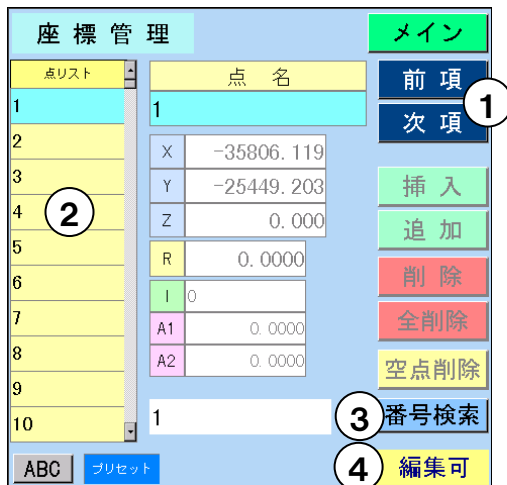 座標管理
メイン
点リスト
1
2
3
4
5
6
7
8
9
10
点 名
1
X -35806.119
Y -25449.203
Z 0.000
R 0.0000
I 0
A1 0.0000
A2 0.0000
1
前 項
次 項
①
挿 入
追 加
削 除
全削除
空点削除
② 
③ 番号検索
④ 編集可
ABC プリセット